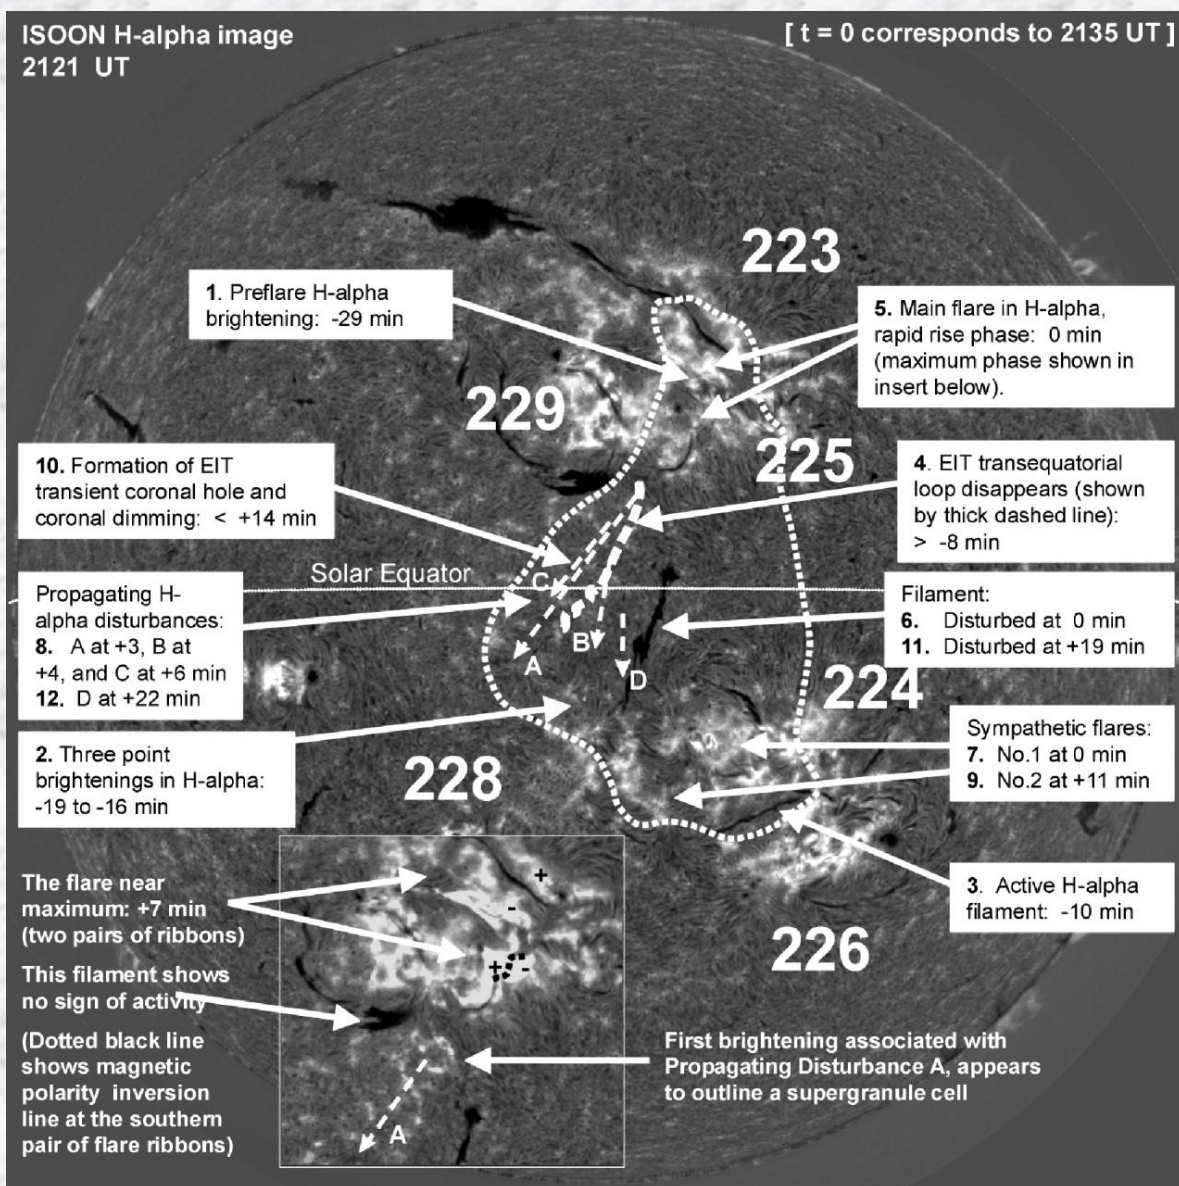 ISOON H-alpha image
2121 UT
[ t = 0 corresponds to 2135 UT ]
223
1. Preflare H-alpha
brightening: -29 min
5. Main flare in H-alpha,
rapid rise phase: 0 min
(maximum phase shown in
insert below).
229
225
10. Formation of EIT
transient coronal hole and
coronal dimming: < +14 min
4. EIT transequatorial
loop disappears (shown
by thick dashed line):
> -8 min
Solar Equator
C
A
B
D
Propagating H-
alpha disturbances:
8. A at +3, B at
+4, and C at +6 min
12. D at +22 min
Filament:
6. Disturbed at 0 min
11. Disturbed at +19 min
224
2. Three point
brightenings in H-alpha:
-19 to -16 min
228
Sympathetic flares:
7. No.1 at 0 min
9. No.2 at +11 min
3. Active H-alpha
filament: -10 min
226
The flare near
maximum: +7 min
(two pairs of ribbons)
This filament shows
no sign of activity
(Dotted black line
shows magnetic
polarity inversion
line at the southern
pair of flare ribbons)
+
-
+ -
A
First brightening associated with
Propagating Disturbance A, appears
to outline a supergranule cell